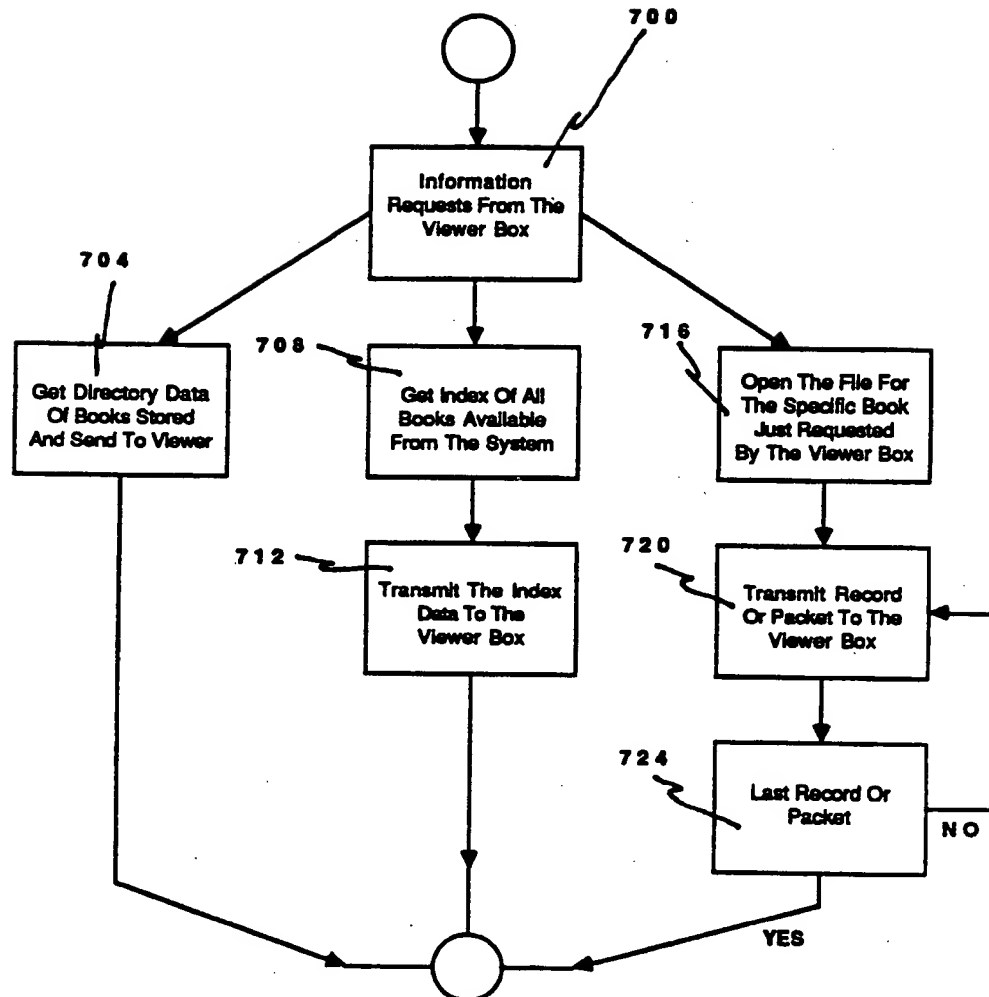 700
Information
Requests From The
Viewer Box
704
Get Directory Data
Of Books Stored
And Send To Viewer
708
Get Index Of All
Books Available
From The System
716
Open The File For
The Specific Book
Just Requested
By The Viewer Box
712
Transmit The Index
Data To The
Viewer Box
720
Transmit Record
Or Packet To The
Viewer Box
724
Last Record Or
Packet
NO
YES